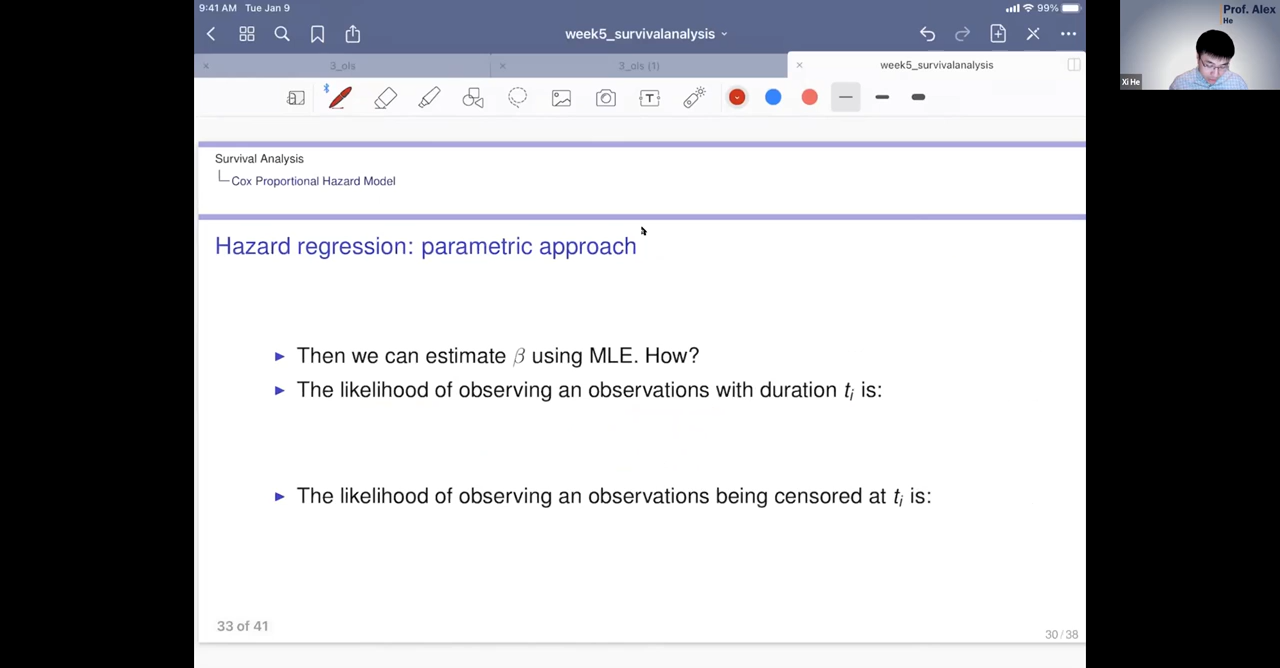 9:41 AM Tue Jan 9
99%
week5_survivalanalysis
3_ols
3_ols (1)
week5_survivalanalysis
T
Survival Analysis
Cox Proportional Hazard Model
Hazard regression: parametric approach
Then we can estimate β using MLE. How?
The likelihood of observing an observations with duration tᵢ is:
The likelihood of observing an observations being censored at tᵢ is:
33 of 41
30 / 38
Prof. Alex
He
Xi He